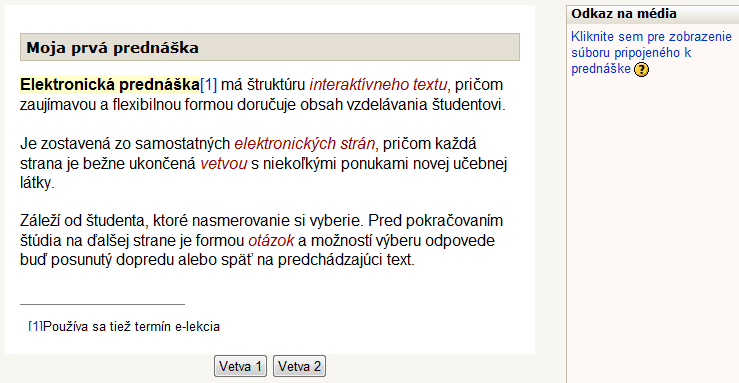 Moja prvá prednáška
Elektronická prednáška[1] má štruktúru interaktívneho textu, pričom
zaujímavou a flexibilnou formou doručuje obsah vzdelávania študentovi.
Je zostavená zo samostatných elektronických strán, pričom každá
strana je bežne ukončená vetvou s niekoľkými ponukami novej učebnej
látky.
Záleží od študenta, ktoré nasmerovanie si vyberie. Pred pokračovaním
štúdia na ďalšej strane je formou otázok a možností výberu odpovede
buď posunutý dopredu alebo späť na predchádzajúci text.
[1]Používa sa tiež termín e-lekcia
Vetva 1 Vetva 2
Odkaz na média
Kliknite sem pre zobrazenie
súboru pripojeného k
prednáške ?